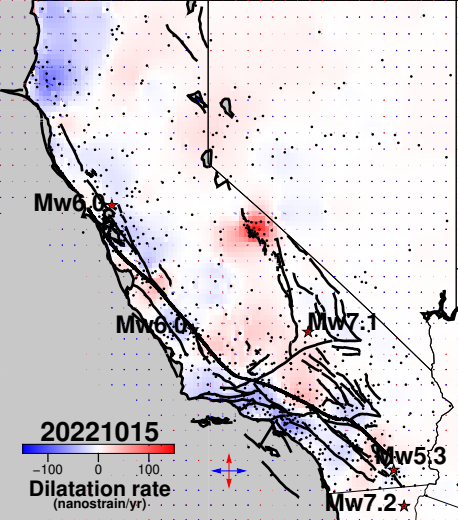 Mw6.0
Mw6.0
Mw7.1
20221015
−100 0 100
Dilatation rate
(nanostrain/yr)
Mw5.3
Mw7.2